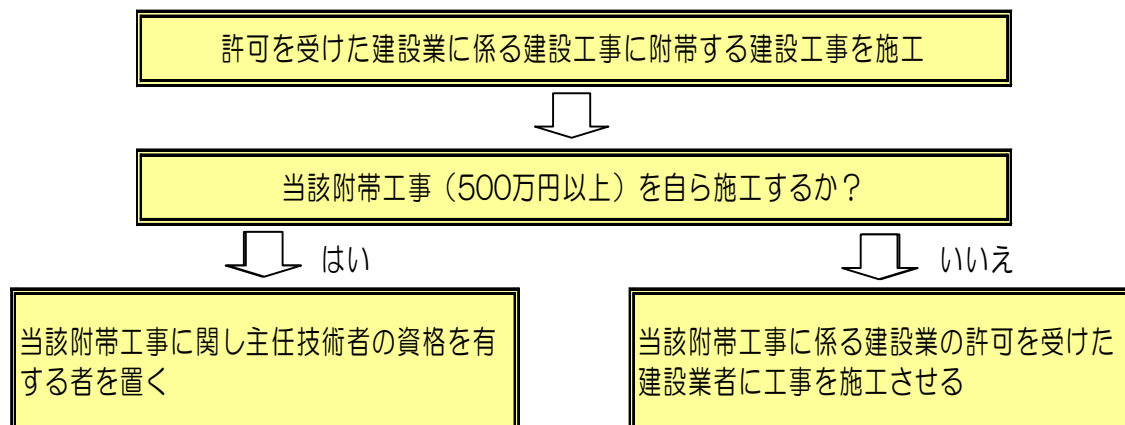 許可を受けた建設業に係る建設工事に附帯する建設工事を施工
当該附帯工事（500万円以上）を自ら施工するか？
はい
いいえ
当該附帯工事に関し主任技術者の資格を有
する者を置く
当該附帯工事に係る建設業の許可を受けた
建設業者に工事を施工させる